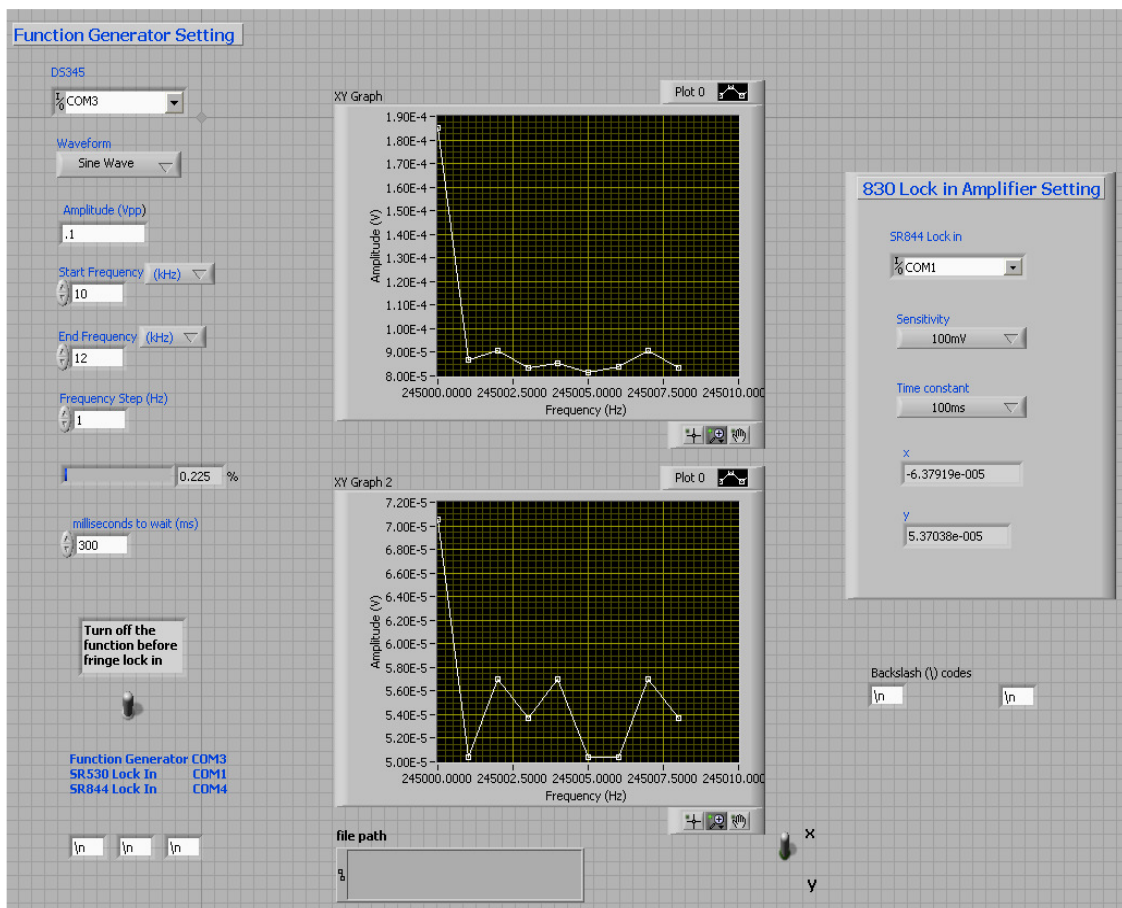 Function Generator Setting
DS345
COM3
Waveform
Sine Wave
Amplitude (Vpp)
.1
Start Frequency (kHz)
10
End Frequency (kHz)
12
Frequency Step (Hz)
1
0.225 %
milliseconds to wait (ms)
300
Turn off the
function before
fringe lock in
Function Generator COM3
SR530 Lock In COM1
SR844 Lock In COM4
\n \n \n
XY Graph
Plot 0
1.90E-4
1.80E-4
1.70E-4
1.60E-4
1.50E-4
1.40E-4
1.30E-4
1.20E-4
1.10E-4
1.00E-4
9.00E-5
8.00E-5
Amplitude (V)
245000.0000 245002.5000 245005.0000 245007.5000 245010.000
Frequency (Hz)
XY Graph 2
Plot 0
7.20E-5
7.00E-5
6.80E-5
6.60E-5
6.40E-5
6.20E-5
6.00E-5
5.80E-5
5.60E-5
5.40E-5
5.20E-5
5.00E-5
Amplitude (V)
245000.0000 245002.5000 245005.0000 245007.5000 245010.000
Frequency (Hz)
file path
x
y
830 Lock in Amplifier Setting
SR844 Lock in
COM1
Sensitivity
100mV
Time constant
100ms
x
-6.37919e-005
y
5.37038e-005
Backslash (\) codes
\n \n